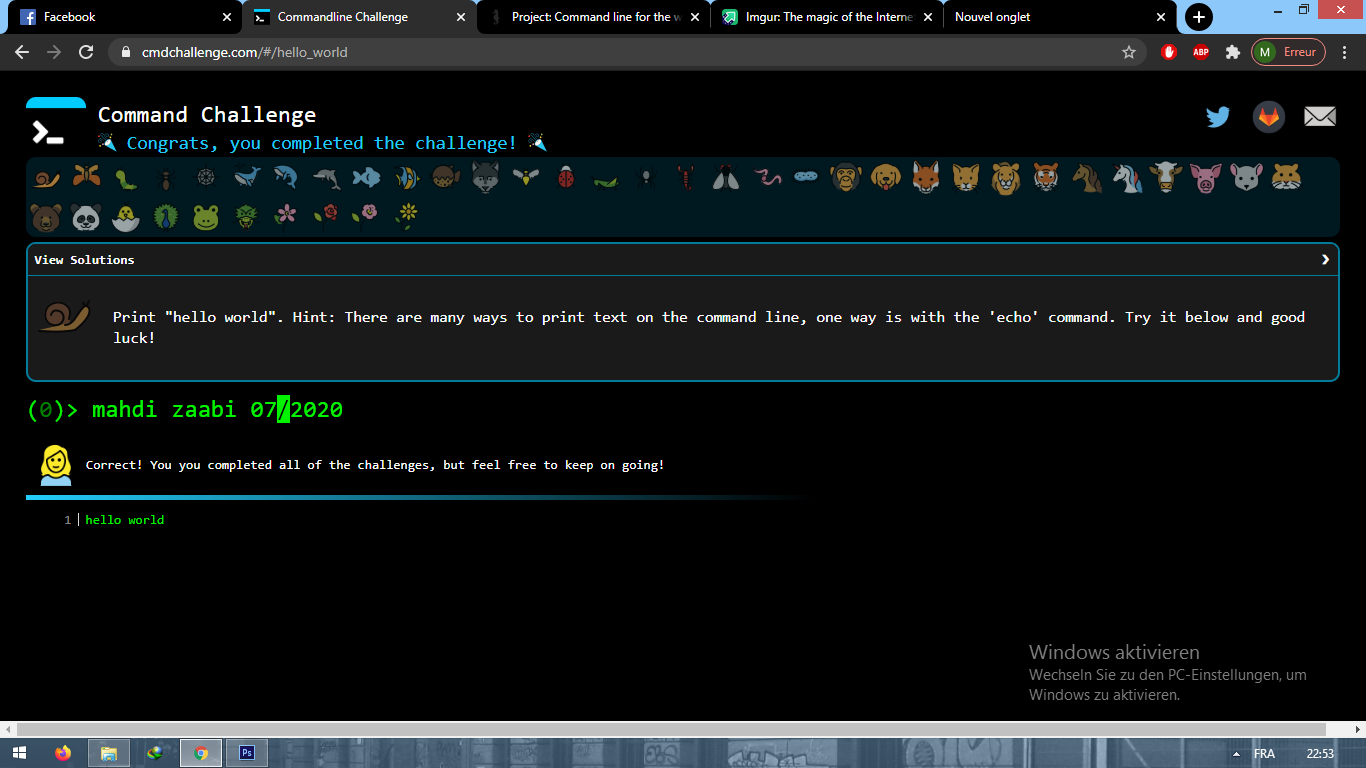 Facebook
Commandline Challenge
Project: Command line for the w
Imgur: The magic of the Interne
Nouvel onglet
cmdchallenge.com/#/hello_world
ABP
M Erreur
Command Challenge
Congrats, you completed the challenge!
View Solutions
Print "hello world". Hint: There are many ways to print text on the command line, one way is with the 'echo' command. Try it below and good
luck!
(0)> mahdi zaabi 07/2020
Correct! You you completed all of the challenges, but feel free to keep on going!
1 hello world
Windows aktivieren
Wechseln Sie zu den PC-Einstellungen, um
Windows zu aktivieren.
Ps
FRA
22:53